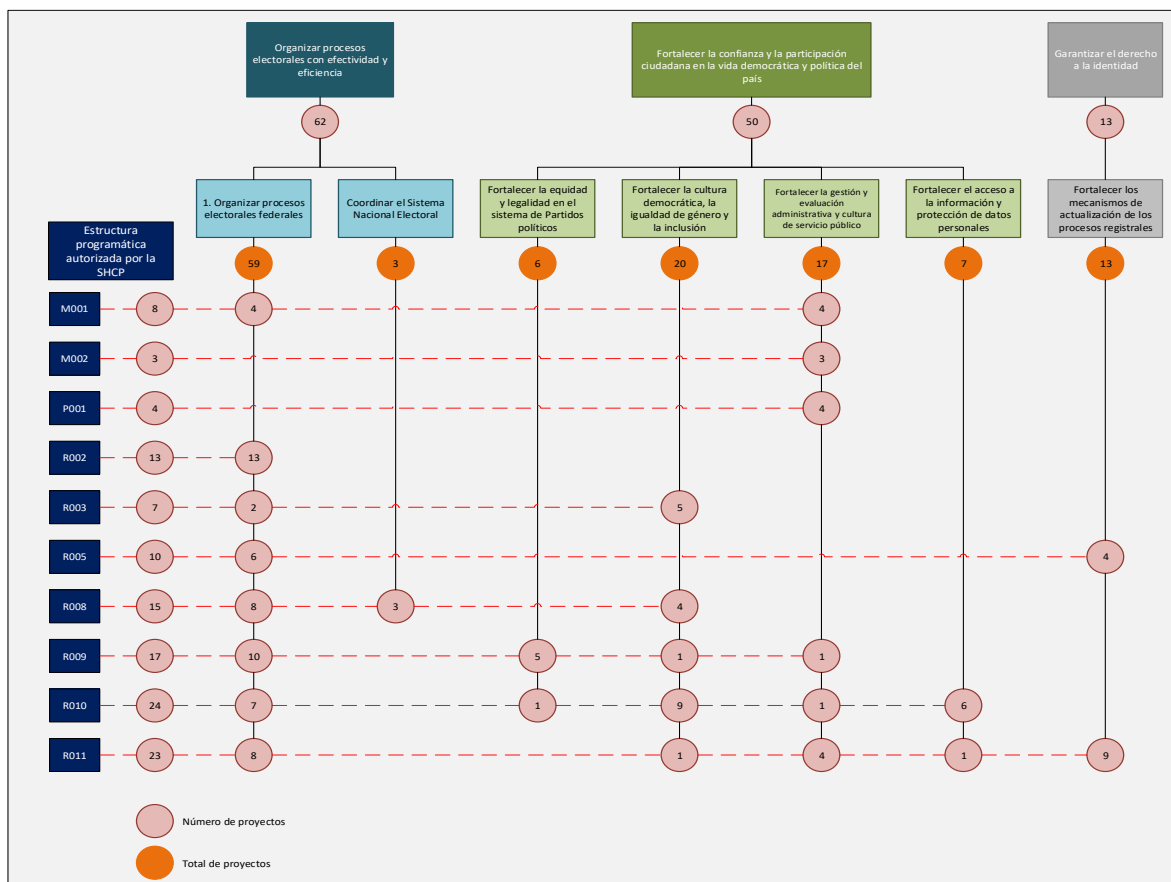 Organizar procesos
electorales con efectividad y
eficiencia
Fortalecer la confianza y la participación
ciudadana en la vida democrática y política del
país
Garantizar el derecho
a la identidad
62
50
13
1. Organizar procesos
electorales federales
Coordinar el Sistema
Nacional Electoral
Fortalecer la equidad
y legalidad en el
sistema de Partidos
políticos
Fortalecer la cultura
democrática, la
igualdad de género y
la inclusión
Fortalecer la gestión y
evaluación
administrativa y cultura
de servicio público
Fortalecer el acceso a
la información y
protección de datos
personales
Fortalecer los
mecanismos de
actualización de los
procesos registrales
Estructura
programática
autorizada por la
SHCP
59 3 6 20 17 7 13
M001 8 4 4
M002 3 3
P001 4 4
R002 13 13
R003 7 2 5
R005 10 6 4
R008 15 8 3 4
R009 17 10 5 1 1
R010 24 7 1 9 1 6
R011 23 8 1 4 1 9
Número de proyectos
Total de proyectos